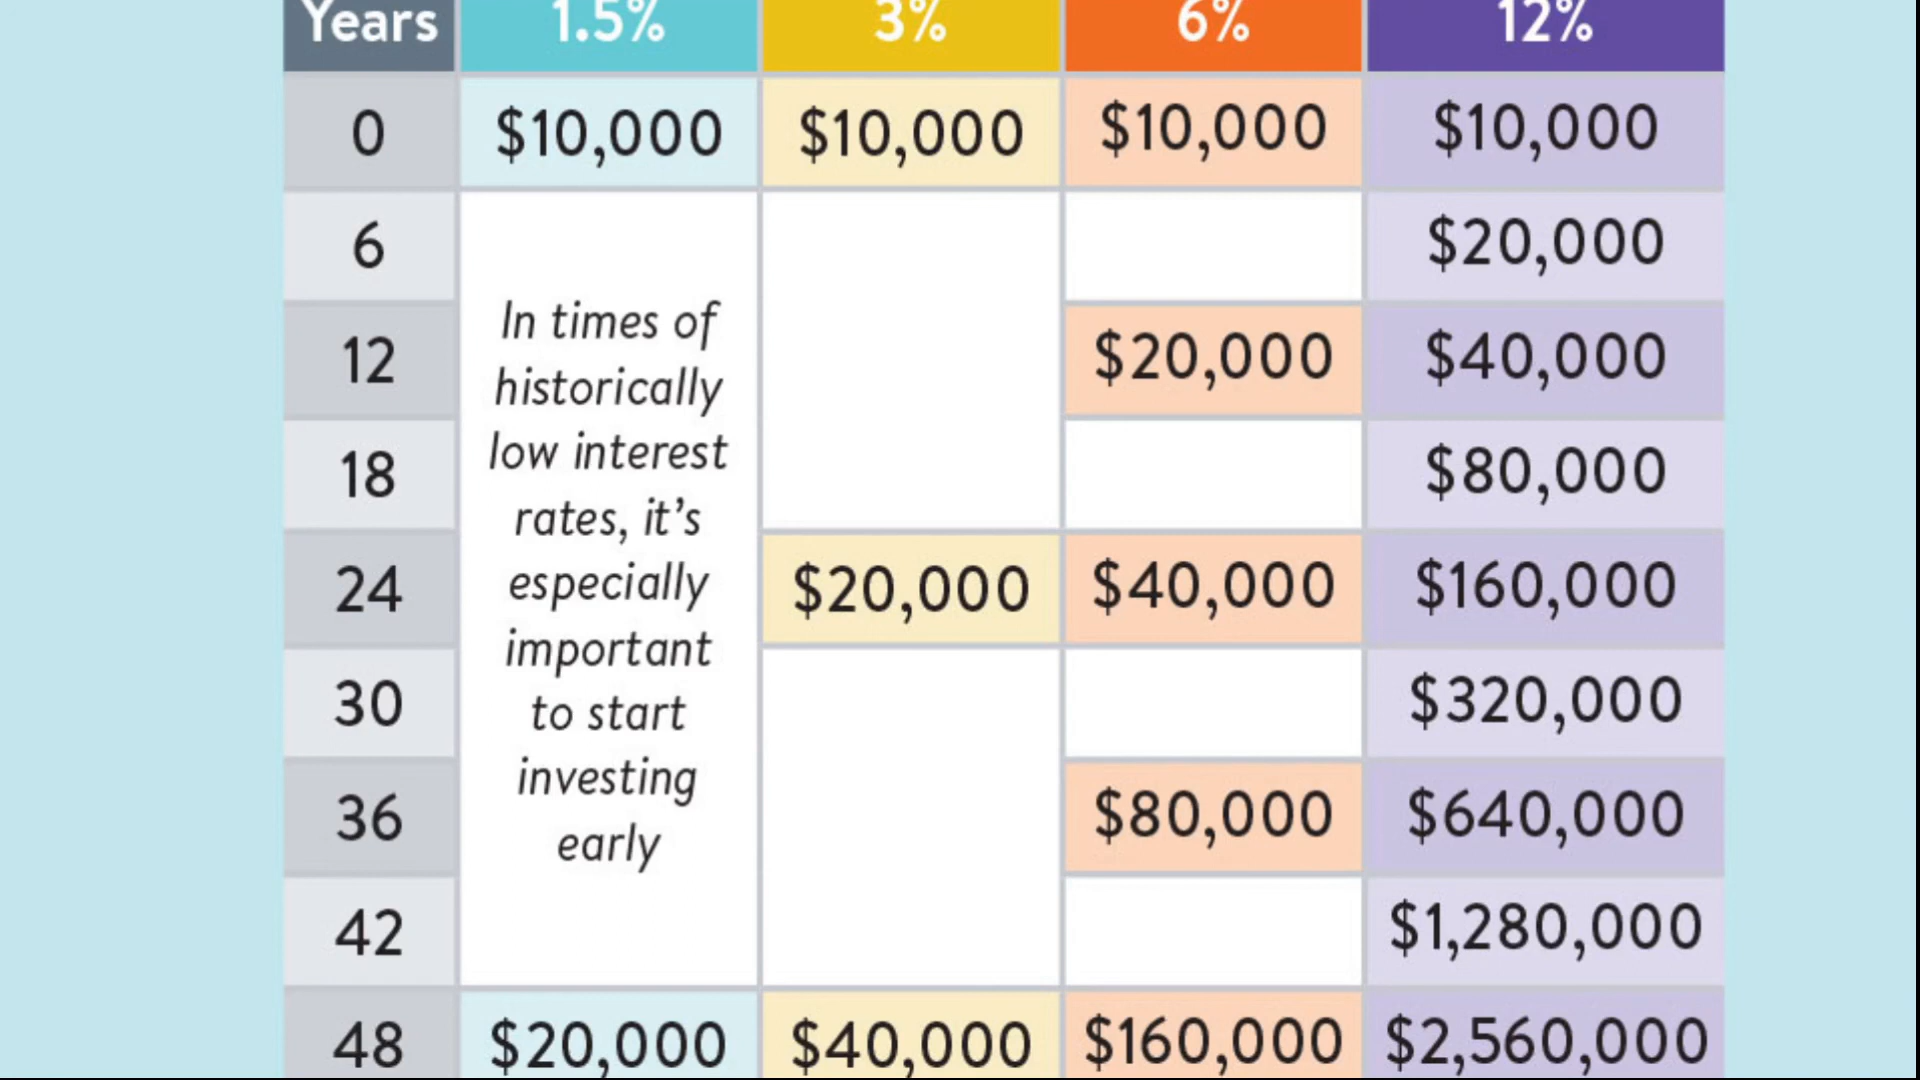 Years 1.5% 3% 6% 12%
0 $10,000 $10,000 $10,000 $10,000
6 $20,000
12 $20,000 $40,000
18 $80,000
24 $20,000 $40,000 $160,000
30 $320,000
36 $80,000 $640,000
42 $1,280,000
In times of
historically
low interest
rates, it’s
especially
important
to start
investing
early
48 $20,000 $40,000 $160,000 $2,560,000